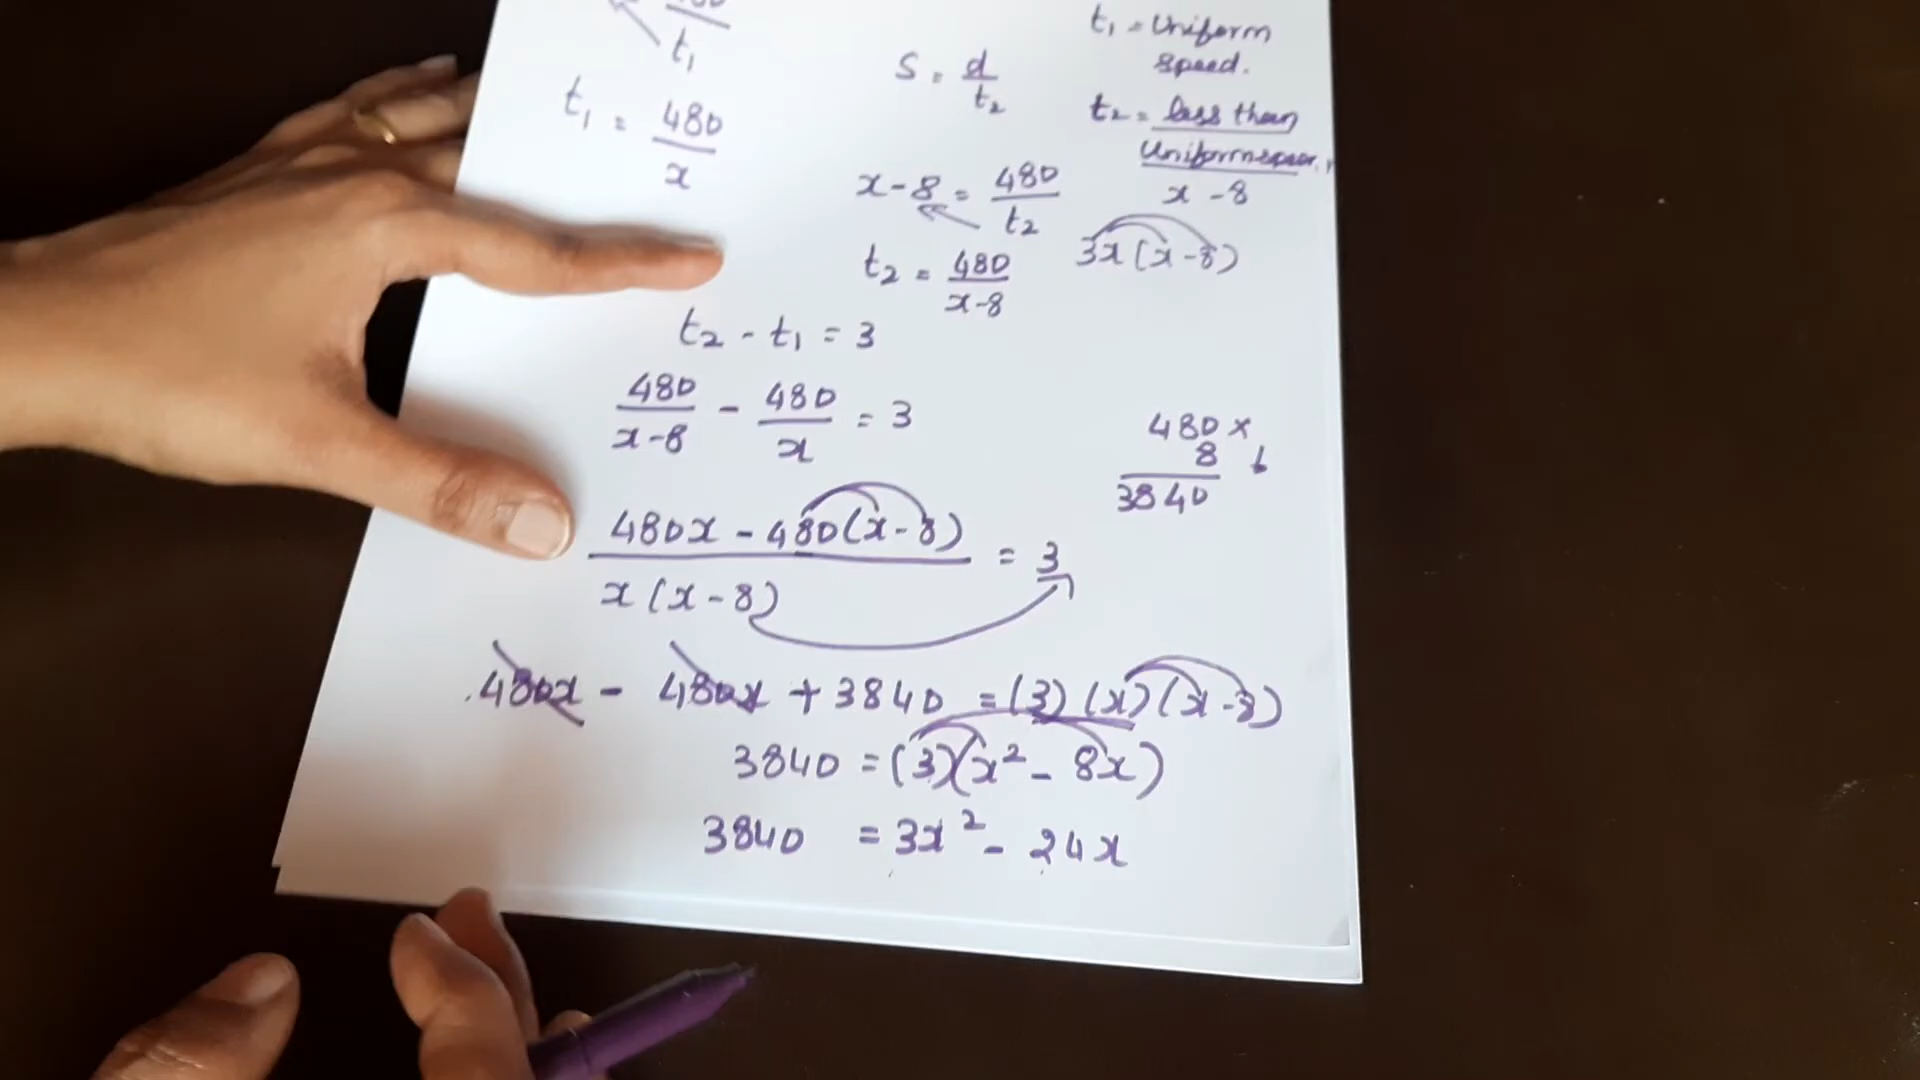 t₁
t₁ = 480/x
S = d/t₂
t₁ = Uniform
speed.
t₂ = less than
x - 8
x - 8 = 480/t₂
3x(x-8)
t₂ = 480/x-8
t₂ - t₁ = 3
480/x-8 - 480/x = 3
480 x
8 ↓
3840
480x - 480(x-8)/x(x-8) = 3
480x - 480x + 3840 = (3)(x)(x-8)
3840 = (3)(x² - 8x)
3840 = 3x² - 24x